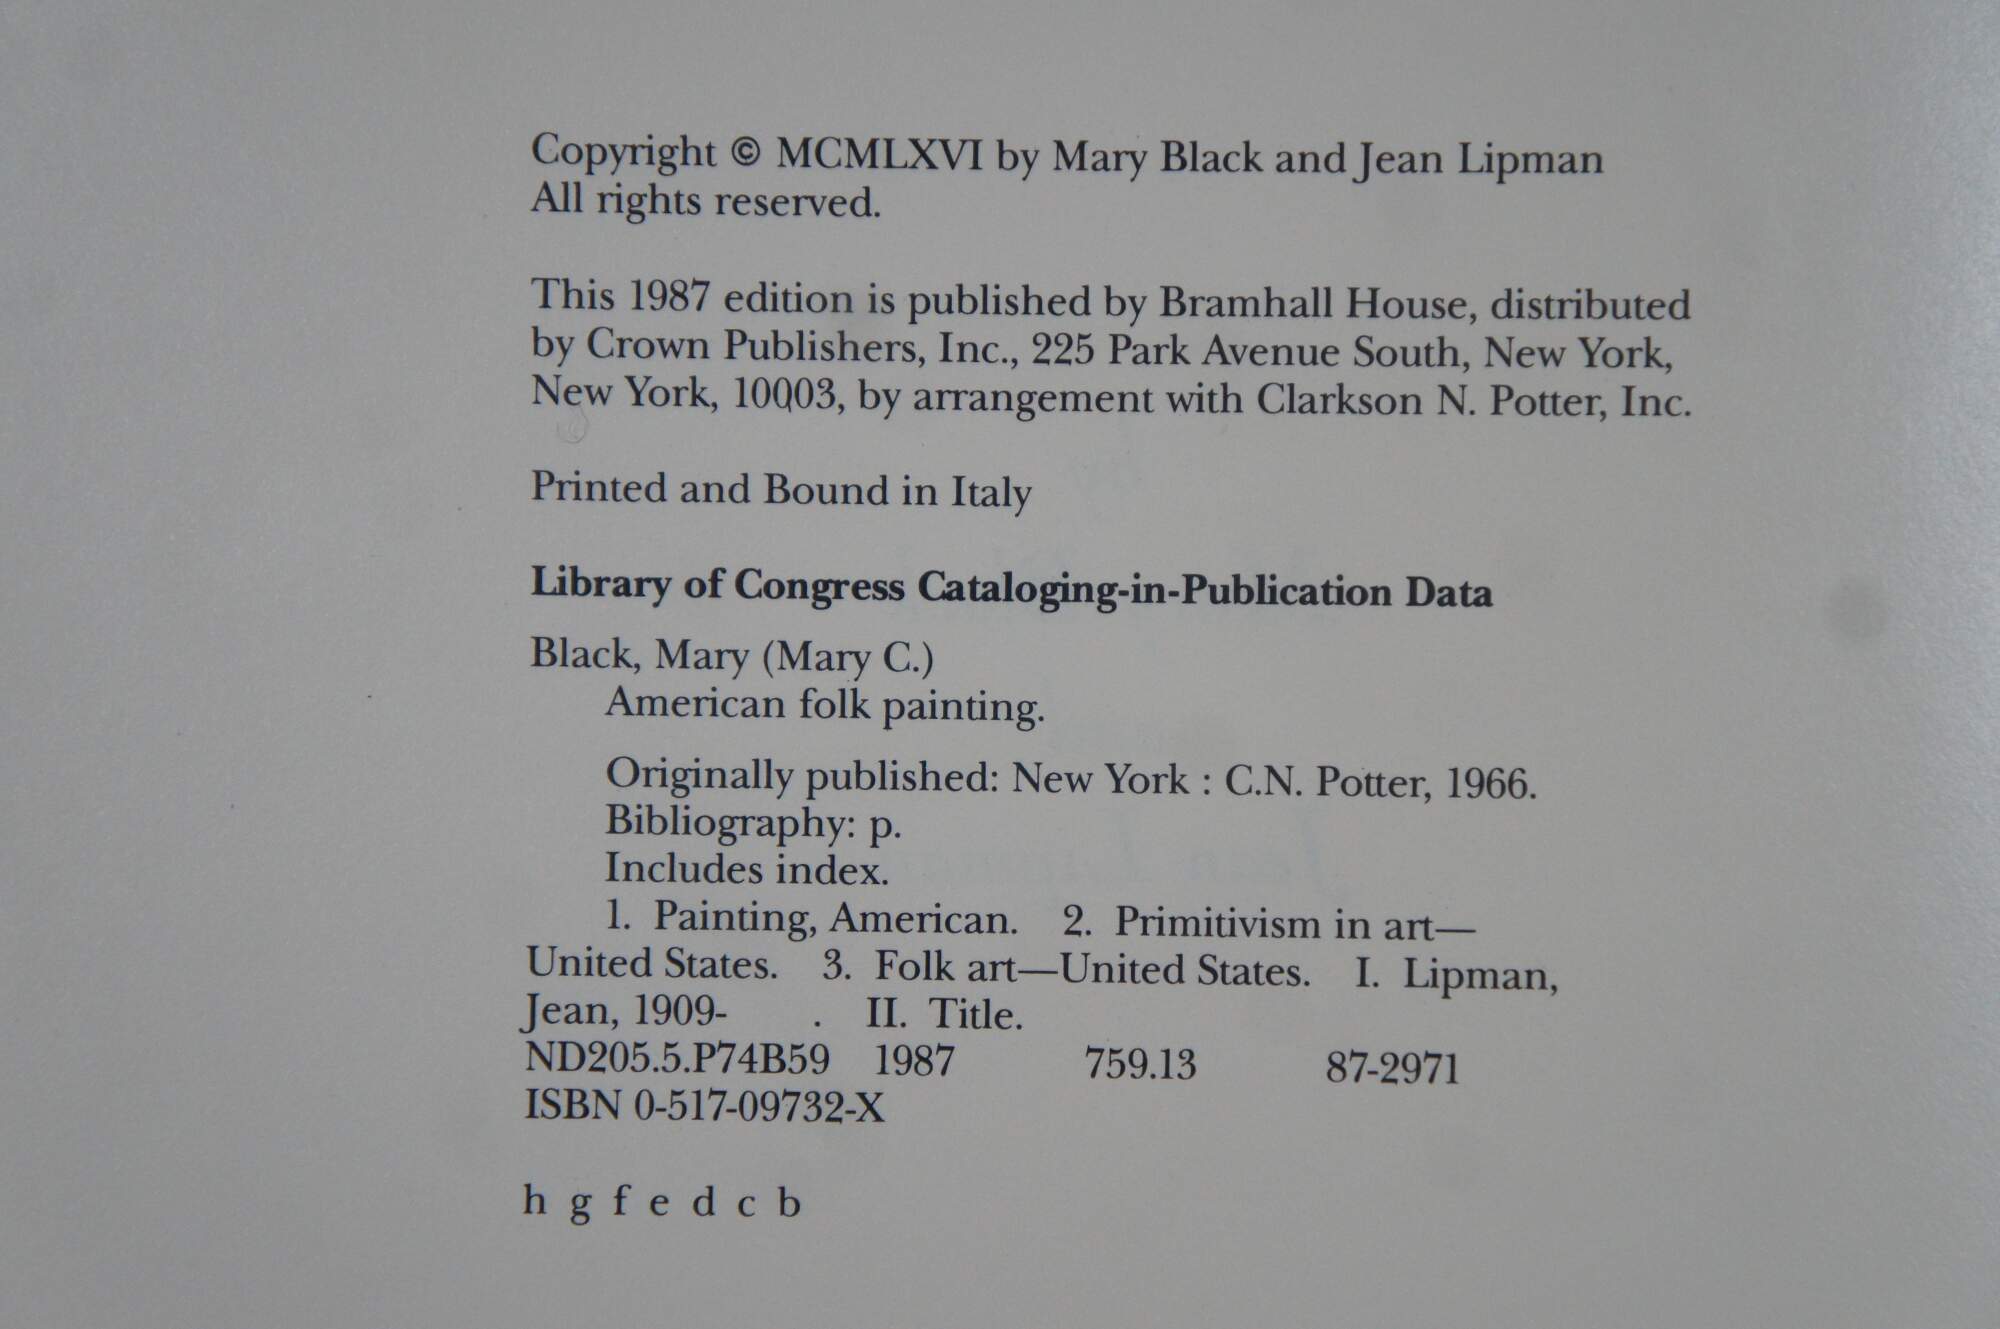 Copyright © MCMLXVI by Mary Black and Jean Lipman
All rights reserved.
This 1987 edition is published by Bramhall House, distributed
by Crown Publishers, Inc., 225 Park Avenue South, New York,
New York, 10003, by arrangement with Clarkson N. Potter, Inc.
Printed and Bound in Italy
Library of Congress Cataloging-in-Publication Data
Black, Mary (Mary C.)
American folk painting.
Originally published: New York : C.N. Potter, 1966.
Bibliography: p.
Includes index.
1. Painting, American. 2. Primitivism in art—
United States. 3. Folk art—United States. I. Lipman,
Jean, 1909- . II. Title.
ND205.5.P74B59 1987 759.13 87-2971
ISBN 0-517-09732-X
h g f e d c b